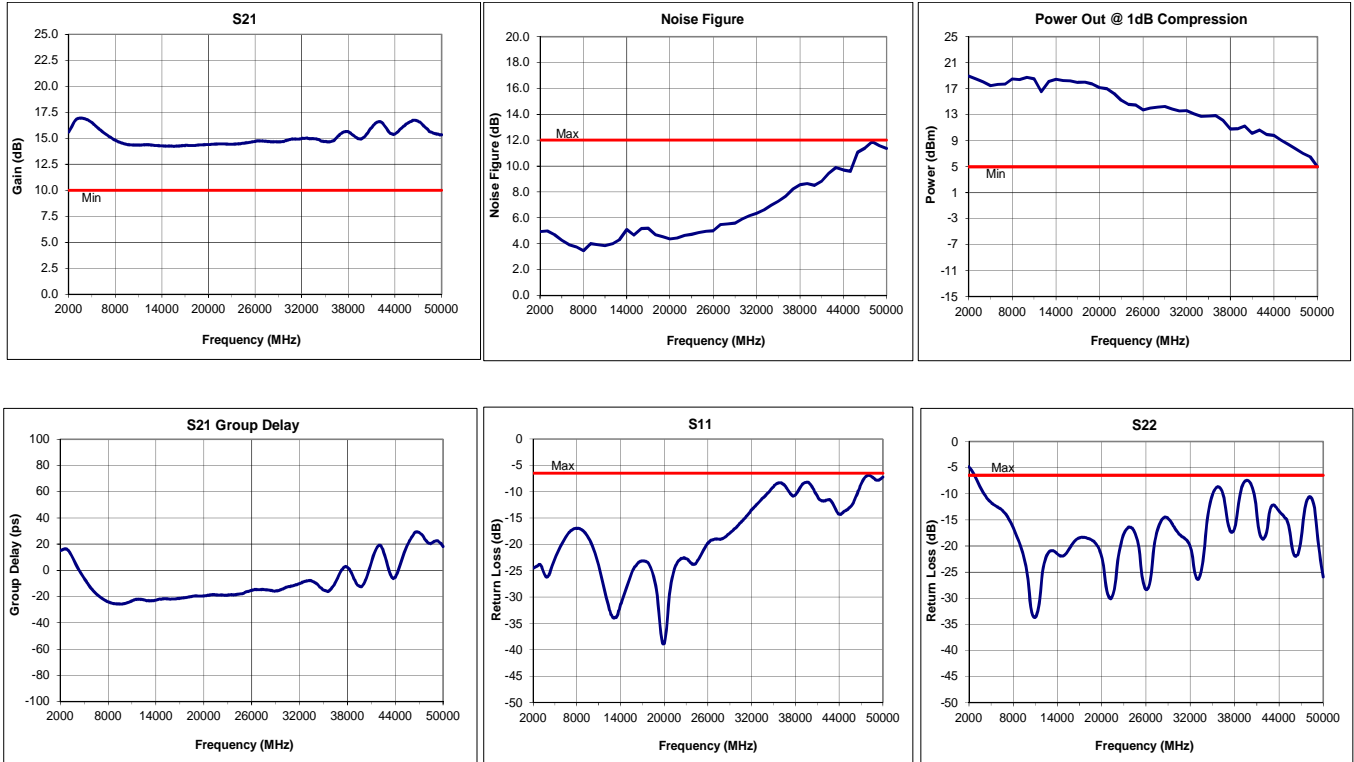 S21
25.0
22.5
20.0
17.5
15.0
12.5
10.0
7.5
5.0
2.5
0.0
Gain (dB)
Min
2000 8000 14000 20000 26000 32000 38000 44000 50000
Frequency (MHz)
Noise Figure
20.0
18.0
16.0
14.0
12.0
10.0
8.0
6.0
4.0
2.0
0.0
Noise Figure (dB)
Max
2000 8000 14000 20000 26000 32000 38000 44000 50000
Frequency (MHz)
Power Out @ 1dB Compression
25
21
17
13
9
5
1
-3
-7
-11
-15
Power (dBm)
Min
2000 8000 14000 20000 26000 32000 38000 44000 50000
Frequency (MHz)
S21 Group Delay
100
80
60
40
20
0
-20
-40
-60
-80
-100
Group Delay (ps)
2000 8000 14000 20000 26000 32000 38000 44000 50000
Frequency (MHz)
S11
0
-5
-10
-15
-20
-25
-30
-35
-40
-45
-50
Return Loss (dB)
Max
2000 8000 14000 20000 26000 32000 38000 44000 50000
Frequency (MHz)
S22
0
-5
-10
-15
-20
-25
-30
-35
-40
-45
-50
Return Loss (dB)
Max
2000 8000 14000 20000 26000 32000 38000 44000 50000
Frequency (MHz)